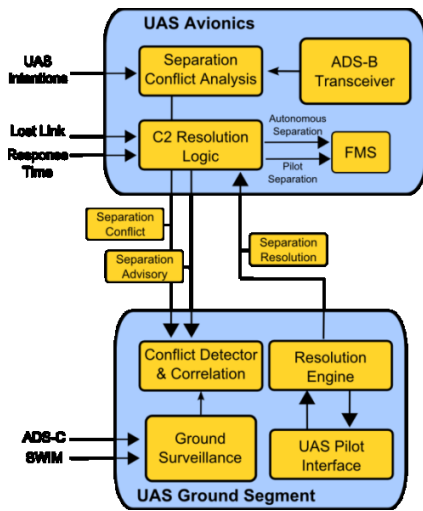 UAS Avionics
UAS
Intentions
Separation
Conflict Analysis
ADS-B
Transceiver
Lost Link
Response
Time
C2 Resolution
Logic
Autonomous
Separation
Pilot
Separation
FMS
Separation
Conflict
Separation
Advisory
Separation
Resolution
Conflict Detector
& Correlation
Resolution
Engine
ADS-C
SWIM
Ground
Surveillance
UAS Pilot
Interface
UAS Ground Segment